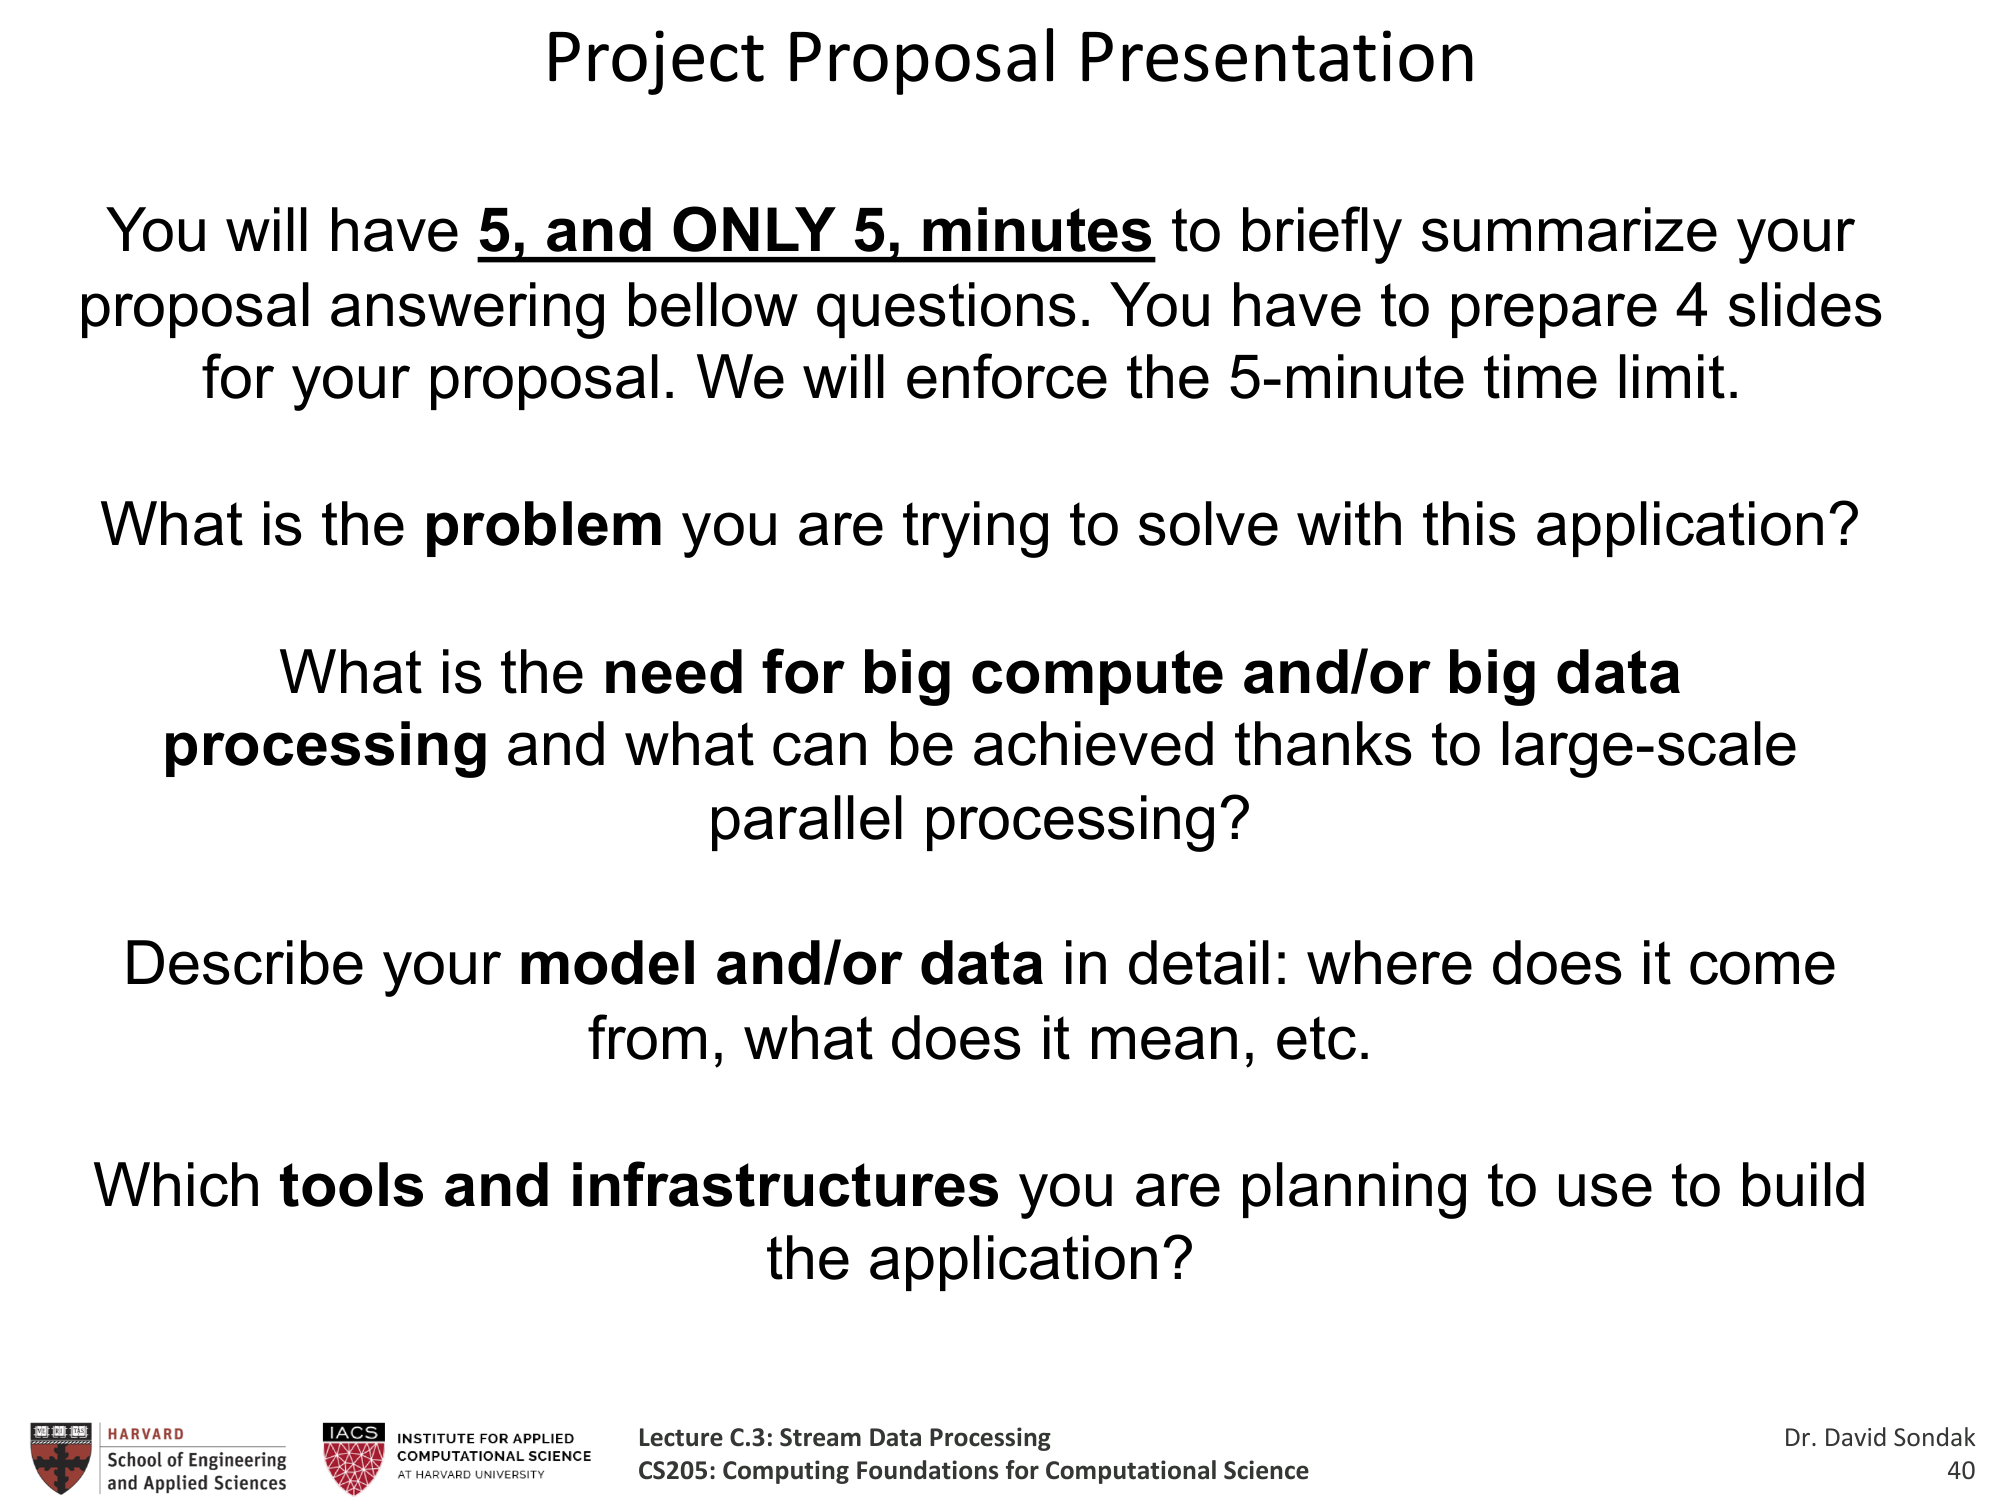 Project Proposal Presentation
You will have 5, and ONLY 5, minutes to briefly summarize your
proposal answering bellow questions. You have to prepare 4 slides
for your proposal. We will enforce the 5-minute time limit.
What is the problem you are trying to solve with this application?
What is the need for big compute and/or big data
processing and what can be achieved thanks to large-scale
parallel processing?
Describe your model and/or data in detail: where does it come
from, what does it mean, etc.
Which tools and infrastructures you are planning to use to build
the application?
HARVARD
School of Engineering
and Applied Sciences
IACS
INSTITUTE FOR APPLIED
COMPUTATIONAL SCIENCE
AT HARVARD UNIVERSITY
Lecture C.3: Stream Data Processing
CS205: Computing Foundations for Computational Science
Dr. David Sondak
40